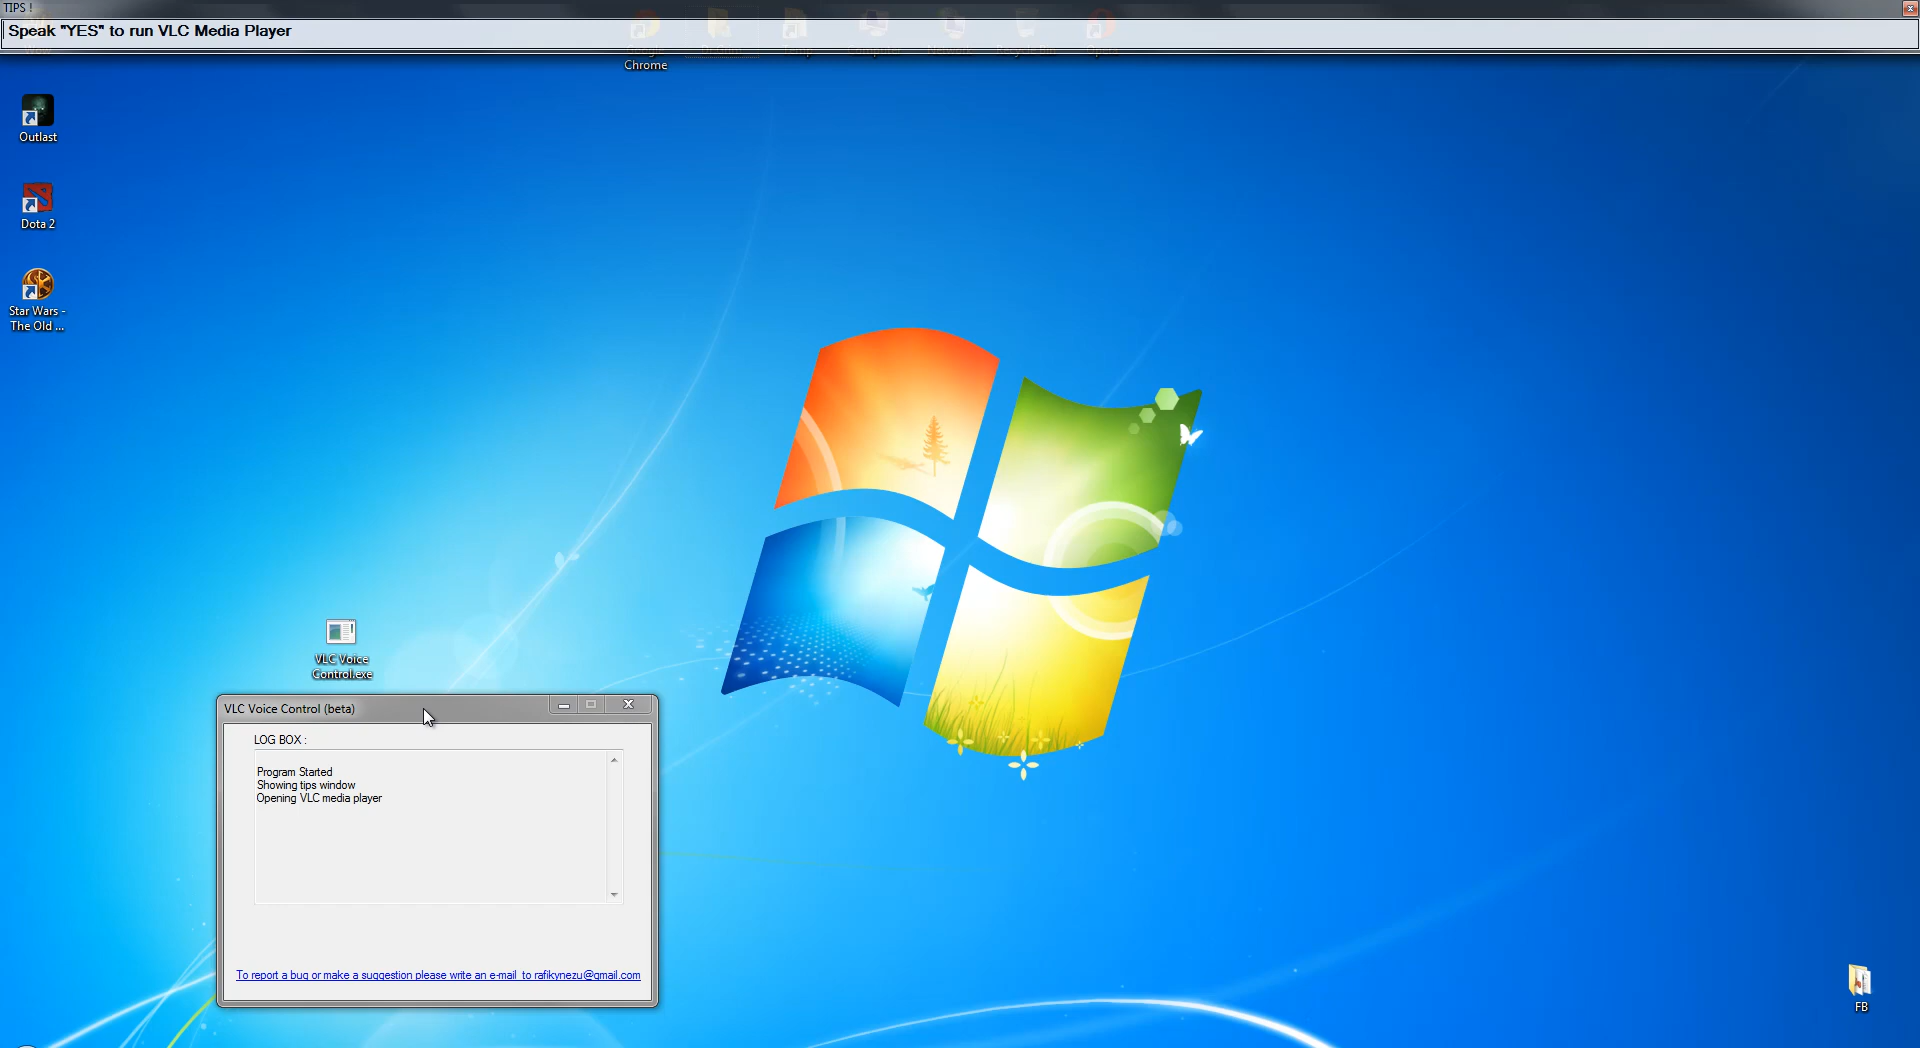 TIPS !
Speak "YES" to run VLC Media Player
Chrome
Outlast
Dota 2
Star Wars -
The Old ...
VLC Voice
Control.exe
VLC Voice Control (beta)
LOG BOX :
Program Started
Showing tips window
Opening VLC media player
To report a bug or make a suggestion please write an e-mail to rafikynezu@gmail.com
FB